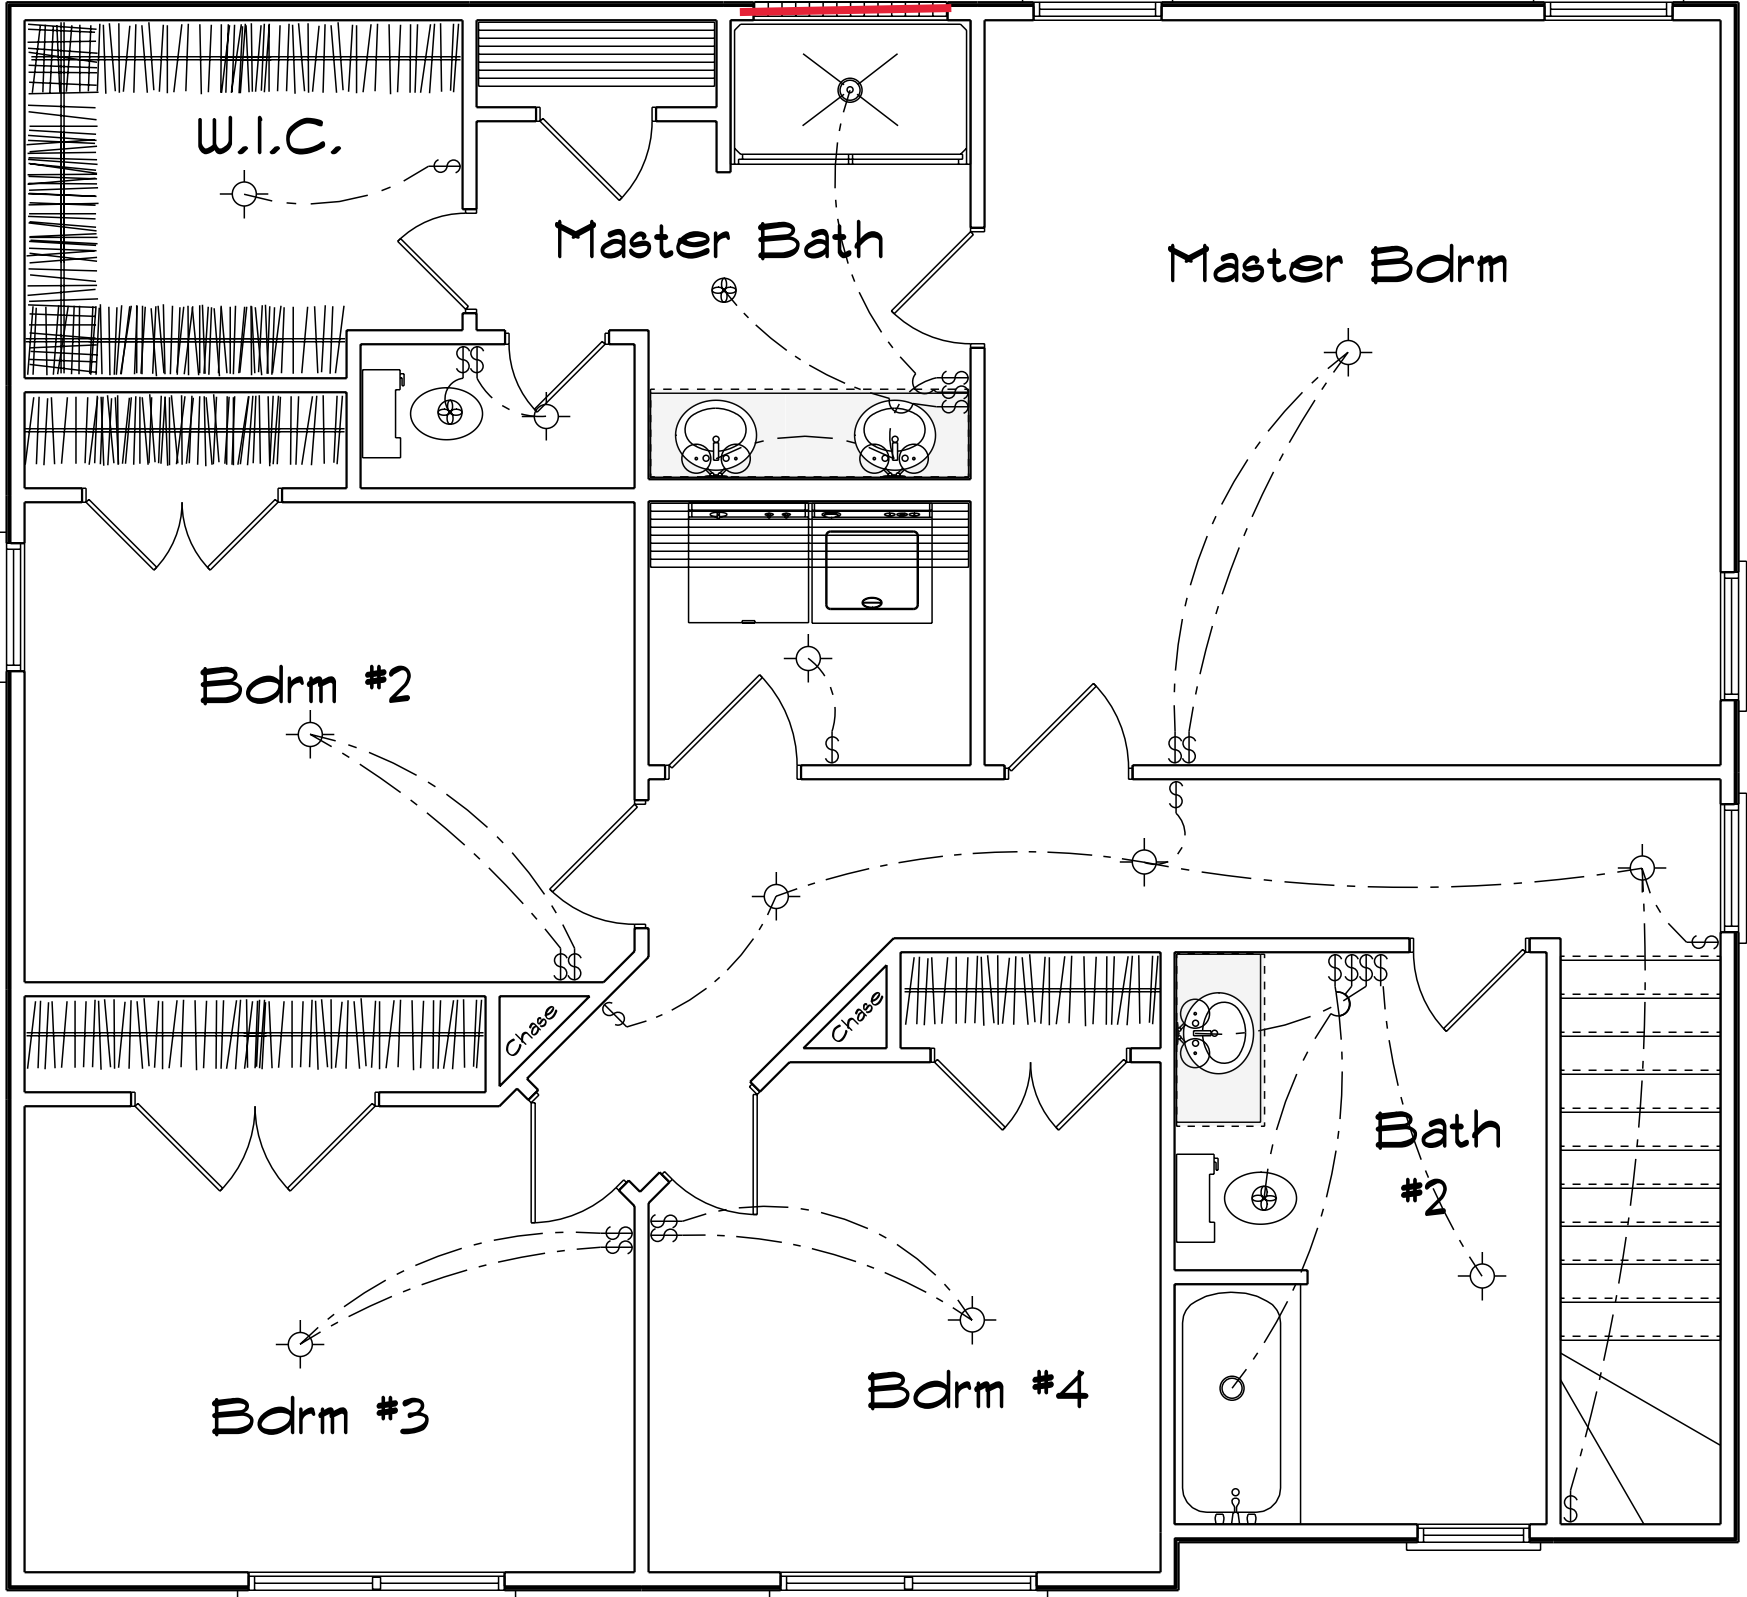 W.I.C.
Master Bath
Master Bdrm
$
$$
$$$
Bdrm #2
$
$$
$
$$
$
$
Chase
Chase
$$$$
Bath
#2
$$
$$
Bdrm #3
Bdrm #4
$